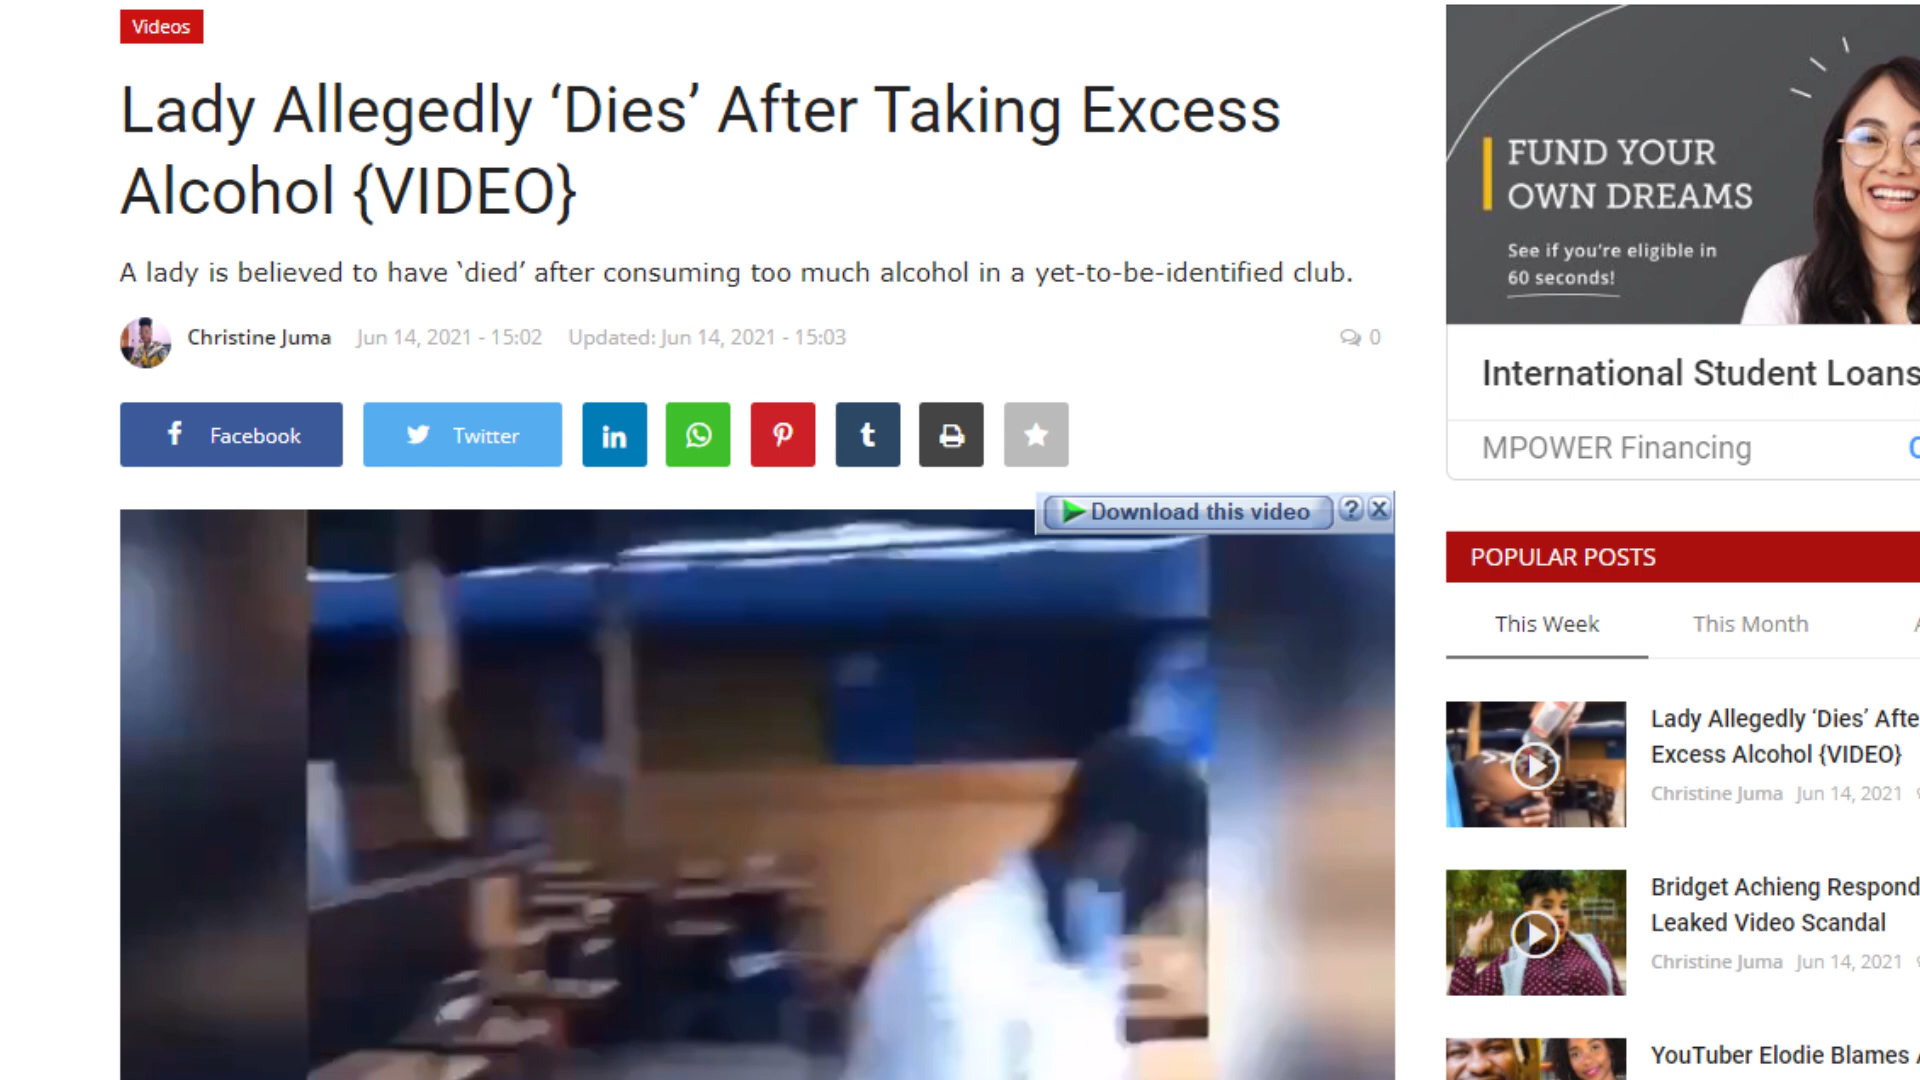 Videos
Lady Allegedly ‘Dies’ After Taking Excess
Alcohol {VIDEO}
A lady is believed to have ‘died’ after consuming too much alcohol in a yet-to-be-identified club.
Christine Juma Jun 14, 2021 - 15:02 Updated: Jun 14, 2021 - 15:03 0
Facebook Twitter
Download this video ? X
FUND YOUR
OWN DREAMS
See if you’re eligible in
60 seconds!
International Student Loans
MPOWER Financing
POPULAR POSTS
This Week This Month
Lady Allegedly ‘Dies’ Afte
Excess Alcohol {VIDEO}
Christine Juma Jun 14, 2021
Bridget Achieng Respond
Leaked Video Scandal
Christine Juma Jun 14, 2021
YouTuber Elodie Blames